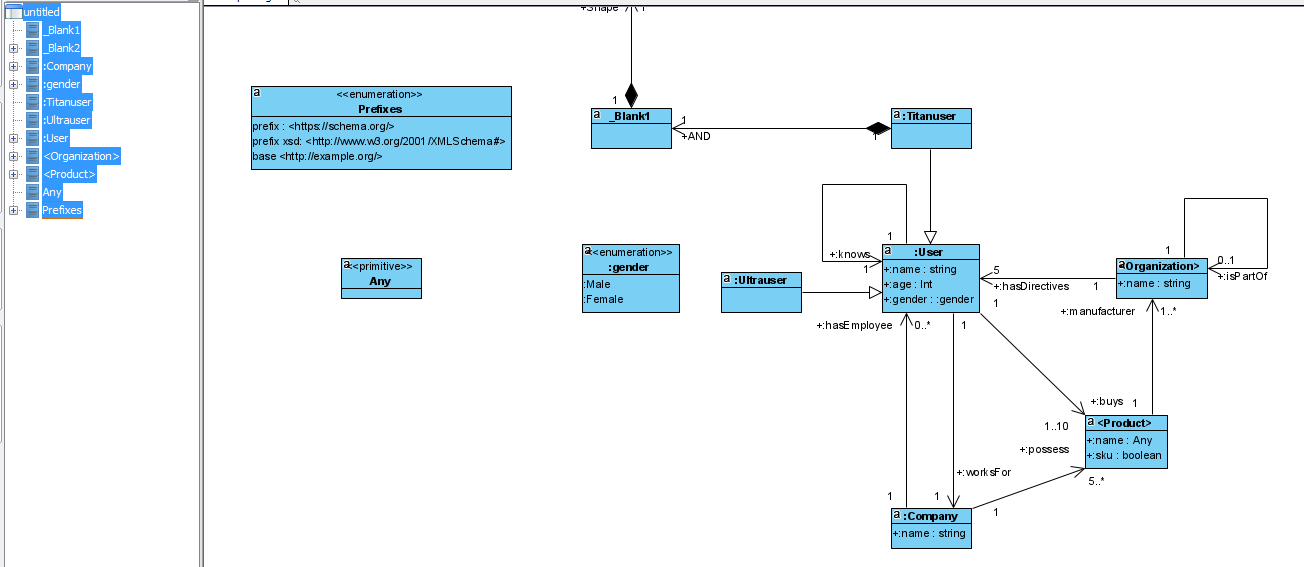 untitled
_Blank1
_Blank2
:Company
:gender
:Titanuser
:Ultrauser
:User
<Organization>
<Product>
Any
Prefixes
1
1
a
<<enumeration>>
Prefixes
prefix : <https://schema.org/>
prefix xsd: <http://www.w3.org/2001/XMLSchema#>
base <http://example.org/>
a
_Blank1
1
+AND
a
:Titanuser
1
+:knows
1
a
:User
+:name : string
+:age : Int
+:gender : :gender
1
0..1
+:isPartOf
a
<Organization>
+:name : string
5
+:hasDirectives
1
a
<<primitive>>
Any
a
<<enumeration>>
:gender
:Male
:Female
a
:Ultrauser
+:hasEmployee
0..*
1
1
+:manufacturer
1..*
+:buys
1
1..10
+:possess
a
<Product>
+:name : Any
+:sku : boolean
+:worksFor
5..*
1
1
1
a
:Company
+:name : string